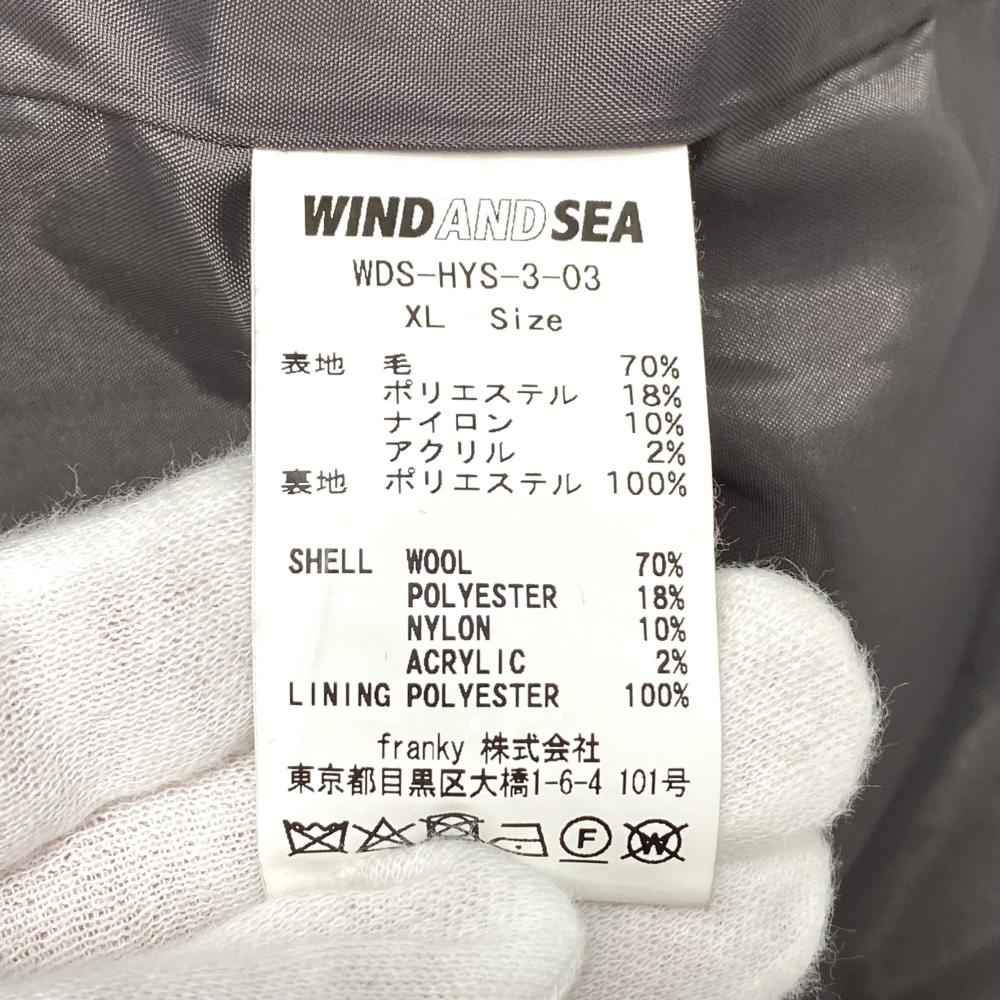 WIND AND SEA
WDS-HYS-3-03
XL Size
表地 毛 70%
ポリエステル 18%
ナイロン 10%
アクリル 2%
裏地 ポリエステル 100%
SHELL WOOL 70%
POLYESTER 18%
NYLON 10%
ACRYLIC 2%
LINING POLYESTER 100%
franky 株式会社
東京都目黒区大橋1-6-4 101号
F W